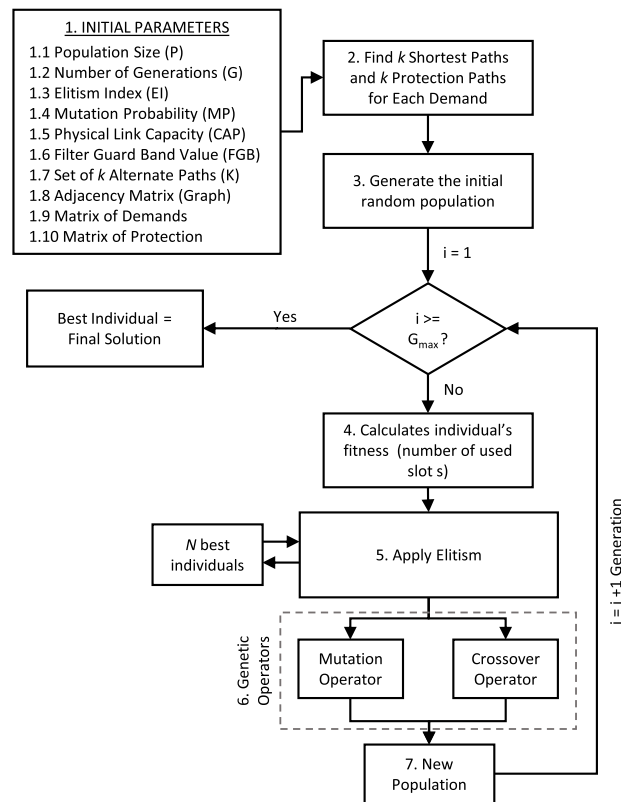 1. INITIAL PARAMETERS
1.1 Population Size (P)
1.2 Number of Generations (G)
1.3 Elitism Index (EI)
1.4 Mutation Probability (MP)
1.5 Physical Link Capacity (CAP)
1.6 Filter Guard Band Value (FGB)
1.7 Set of k Alternate Paths (K)
1.8 Adjacency Matrix (Graph)
1.9 Matrix of Demands
1.10 Matrix of Protection
2. Find k Shortest Paths
and k Protection Paths
for Each Demand
3. Generate the initial
random population
i = 1
i >=
Gmax?
Yes
Best Individual =
Final Solution
No
4. Calculates individual's
fitness (number of used
slot s)
5. Apply Elitism
N best
individuals
6. Genetic
Operators
Mutation
Operator
Crossover
Operator
7. New
Population
i = i +1 Generation